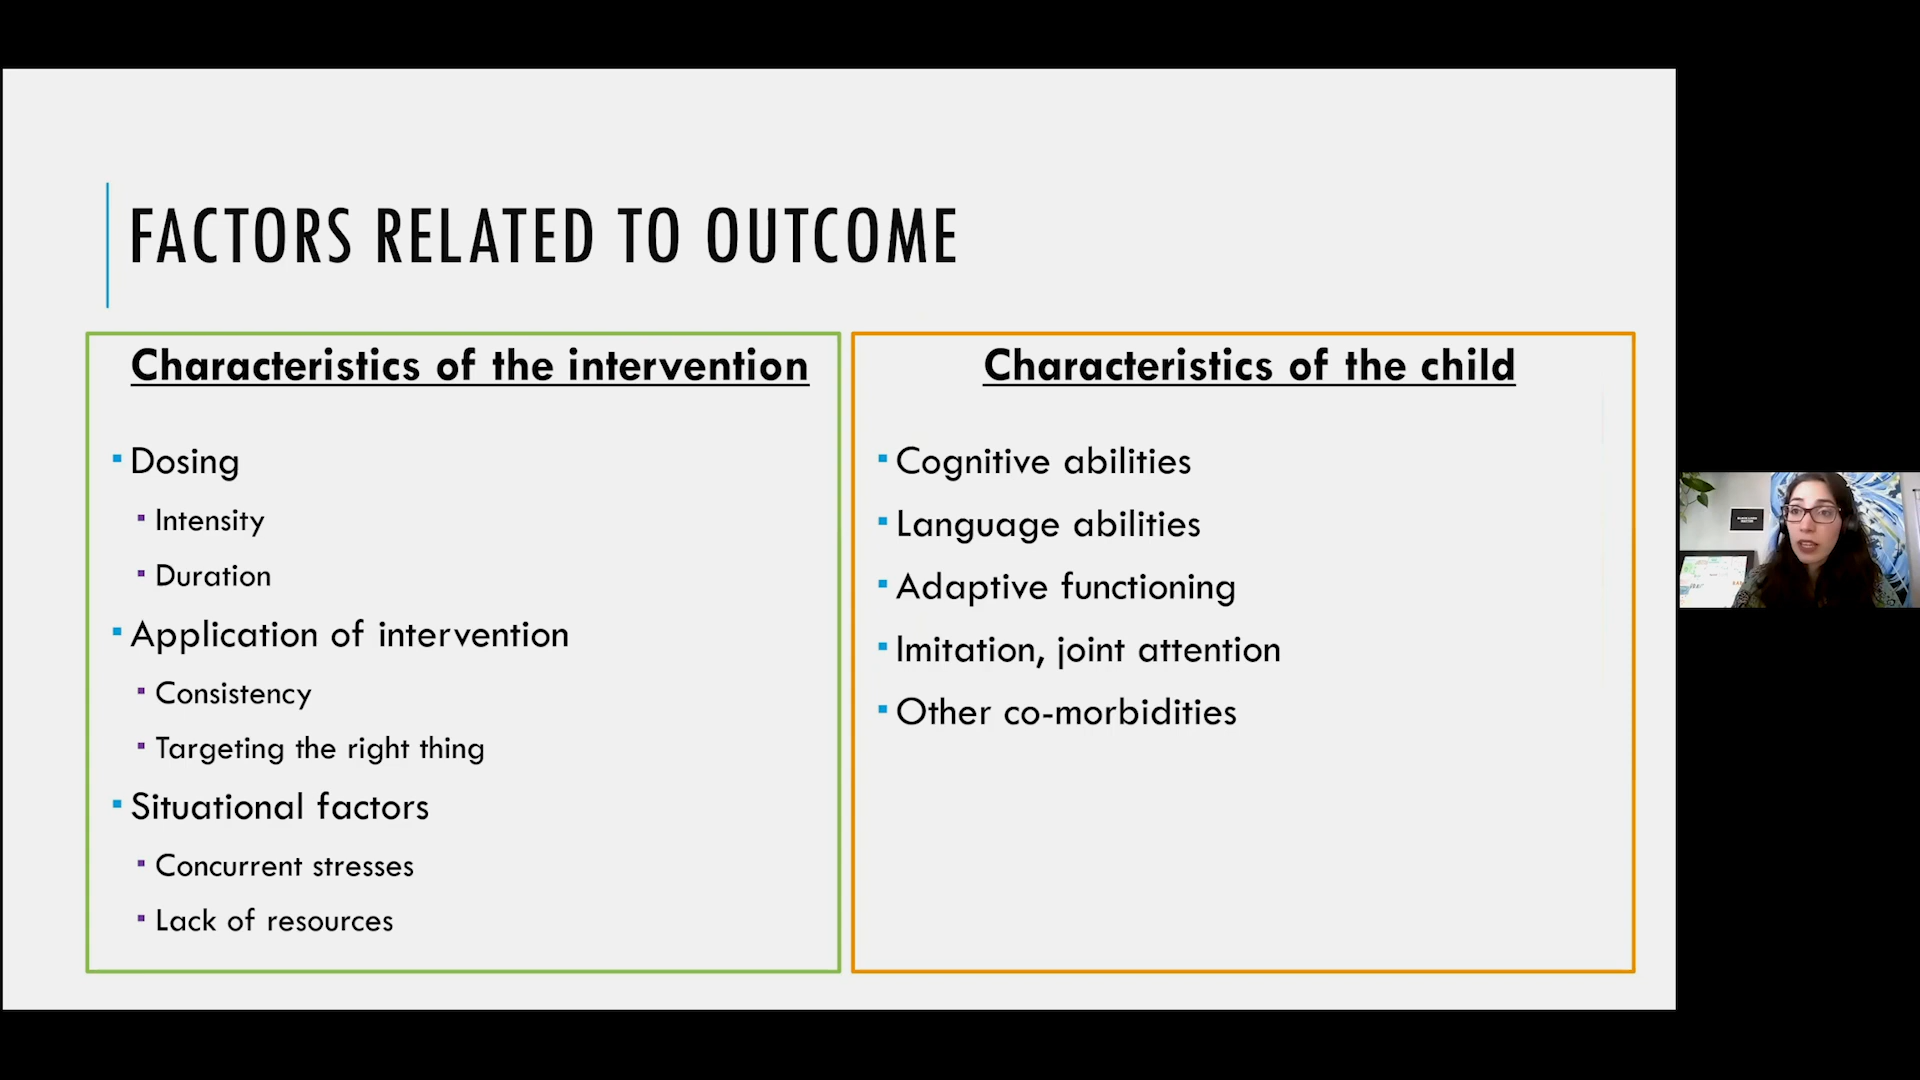 FACTORS RELATED TO OUTCOME
Characteristics of the intervention
Dosing
Intensity
Duration
Application of intervention
Consistency
Targeting the right thing
Situational factors
Concurrent stresses
Lack of resources
Characteristics of the child
Cognitive abilities
Language abilities
Adaptive functioning
Imitation, joint attention
Other co-morbidities